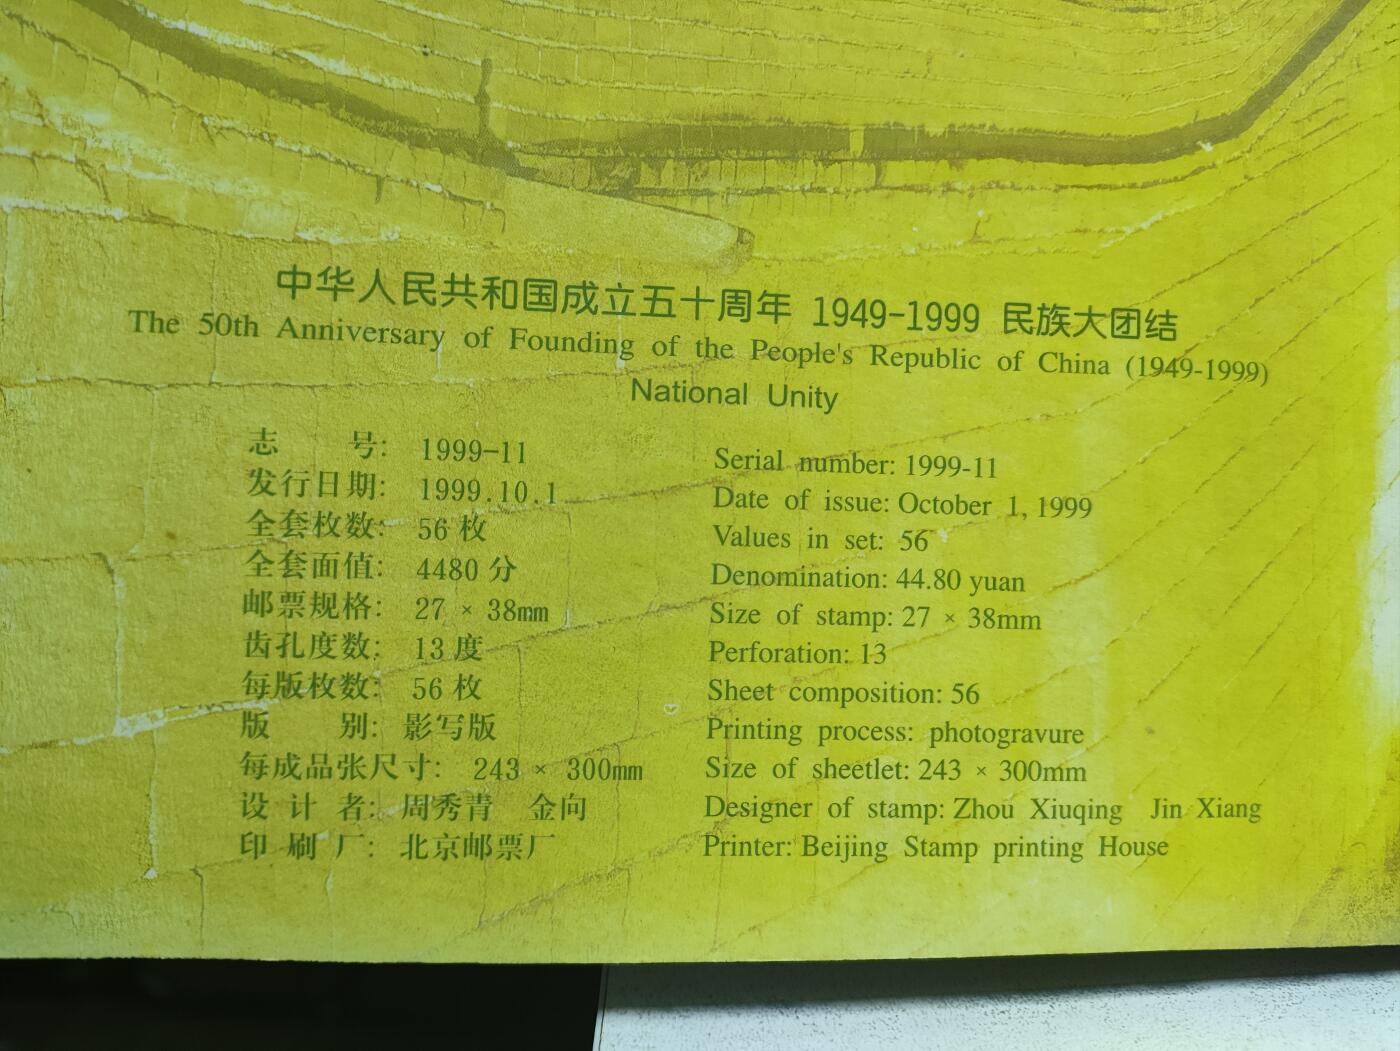 中华人民共和国成立五十周年 1949-1999 民族大团结
The 50th Anniversary of Founding of the People's Republic of China (1949-1999)
National Unity
志 号: 1999-11
发行日期: 1999.10.1
全套枚数: 56 枚
全套面值: 4480 分
邮票规格: 27 × 38mm
齿孔度数: 13 度
每版枚数: 56 枚
版 别: 影写版
每成品张尺寸: 243 × 300mm
设 计 者: 周秀青 金向
印 刷 厂: 北京邮票厂
Serial number: 1999-11
Date of issue: October 1, 1999
Values in set: 56
Denomination: 44.80 yuan
Size of stamp: 27 × 38mm
Perforation: 13
Sheet composition: 56
Printing process: photogravure
Size of sheetlet: 243 × 300mm
Designer of stamp: Zhou Xiuqing Jin Xiang
Printer: Beijing Stamp printing House